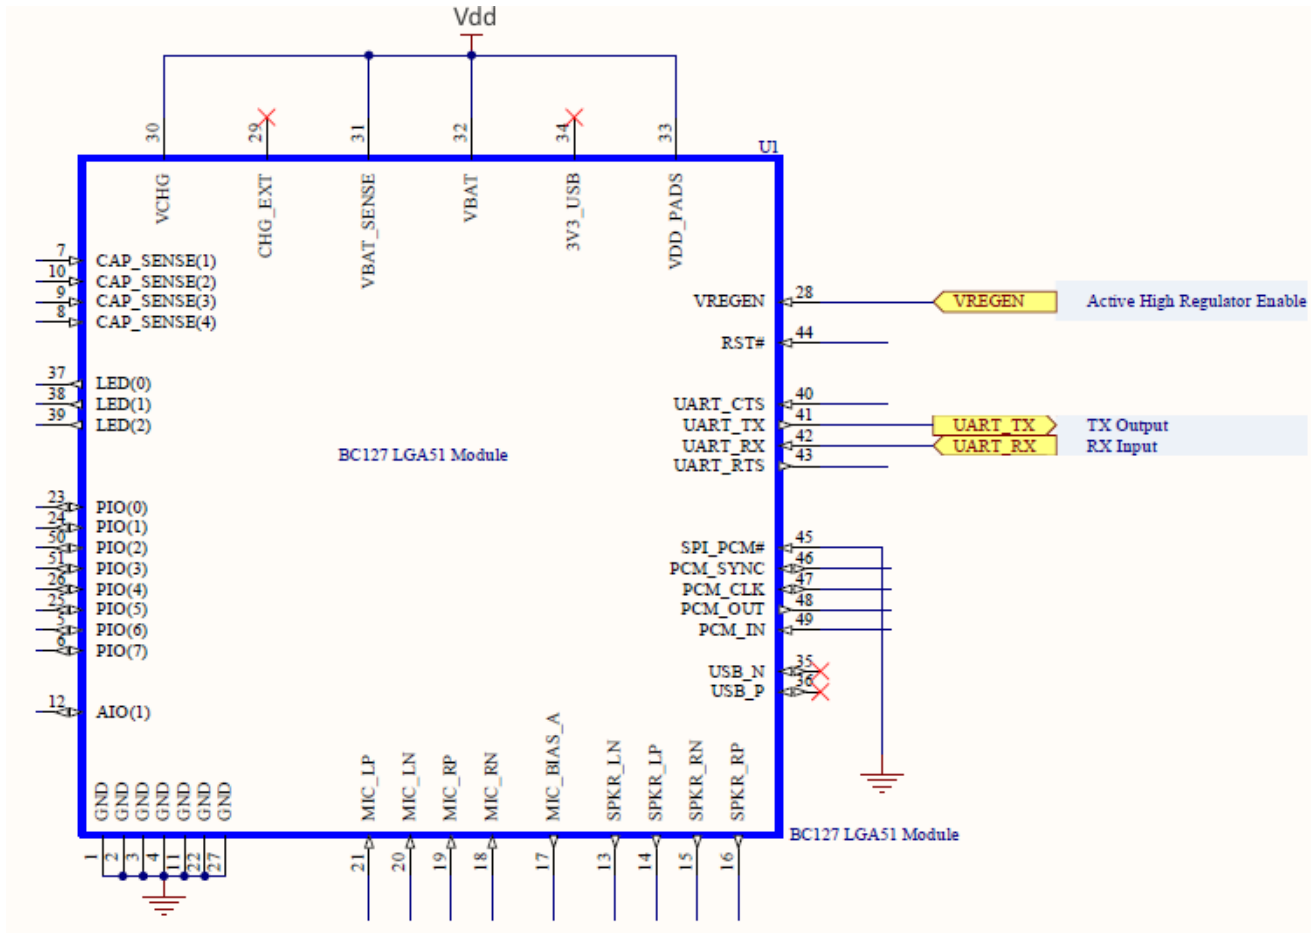 Vdd
30
29
31
32
34
33
U1
VCHG
CHG_EXT
VBAT_SENSE
VBAT
3V3_USB
VDD_PADS
7 CAP_SENSE(1)
10 CAP_SENSE(2)
9 CAP_SENSE(3)
8 CAP_SENSE(4)
VREGEN 28 VREGEN Active High Regulator Enable
RST# 44
37 LED(0)
38 LED(1)
39 LED(2)
UART_CTS 40
UART_TX 41 UART_TX TX Output
UART_RX 42 UART_RX RX Input
UART_RTS 43
BC127 LGA51 Module
23 PIO(0)
24 PIO(1)
50 PIO(2)
51 PIO(3)
26 PIO(4)
25 PIO(5)
5 PIO(6)
6 PIO(7)
SPI_PCM# 45
PCM_SYNC 46
PCM_CLK 47
PCM_OUT 48
PCM_IN 49
USB_N 35
USB_P 36
12 AIO(1)
GND
GND
GND
GND
GND
GND
GND
MIC_LP
MIC_LN
MIC_RP
MIC_RN
MIC_BIAS_A
SPKR_LN
SPKR_LP
SPKR_RN
SPKR_RP
BC127 LGA51 Module
1
2
3
4
11
22
27
21
20
19
18
17
13
14
15
16